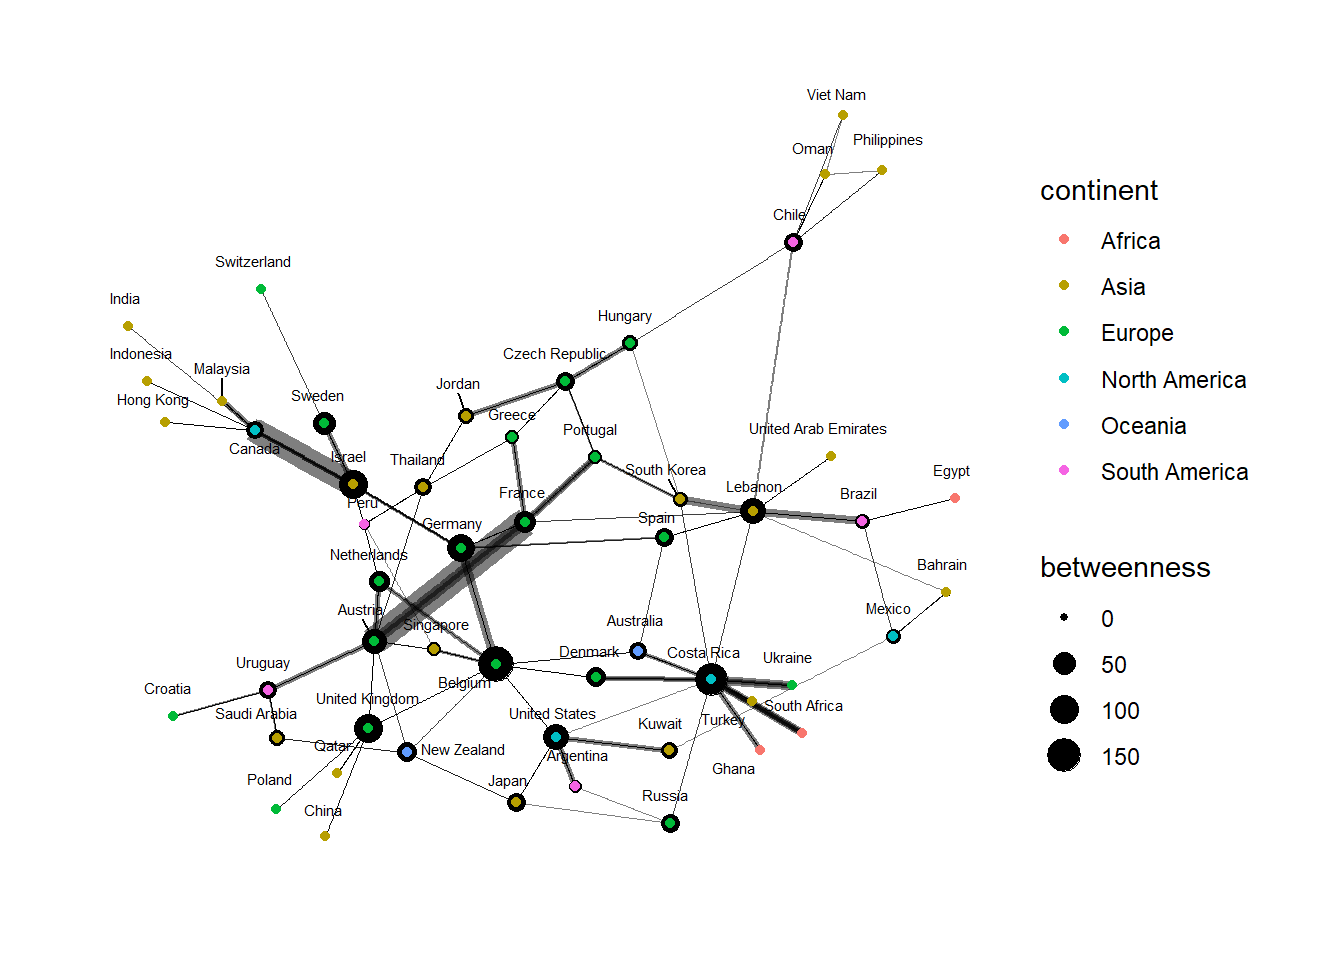 Viet Nam
Oman
Philippines
Chile
Switzerland
India
Hungary
Indonesia
Czech Republic
Malaysia
Jordan
Sweden
Hong Kong
Greece
Portugal
United Arab Emirates
Canada
Israel
Thailand
South Korea
Egypt
Lebanon
France
Brazil
Peru
Germany
Spain
Netherlands
Bahrain
Austria
Mexico
Singapore
Australia
Denmark
Costa Rica
Ukraine
Uruguay
Belgium
Croatia
United Kingdom
South Africa
Saudi Arabia
United States
Kuwait
Turkey
Qatar
New Zealand
Argentina
Ghana
Poland
Japan
Russia
China
continent
Africa
Asia
Europe
North America
Oceania
South America
betweenness
0
50
100
150